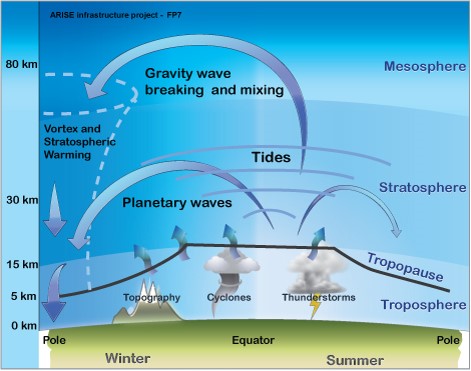 ARISE infrastructure project - FP7
80 km
Mesosphere
Gravity wave
breaking and mixing
Vortex and
Stratospheric
Warming
Tides
30 km
Planetary waves
Stratosphere
15 km
Tropopause
5 km
Topography
Cyclones
Thunderstorms
Troposphere
0 km
Pole
Equator
Pole
Winter
Summer